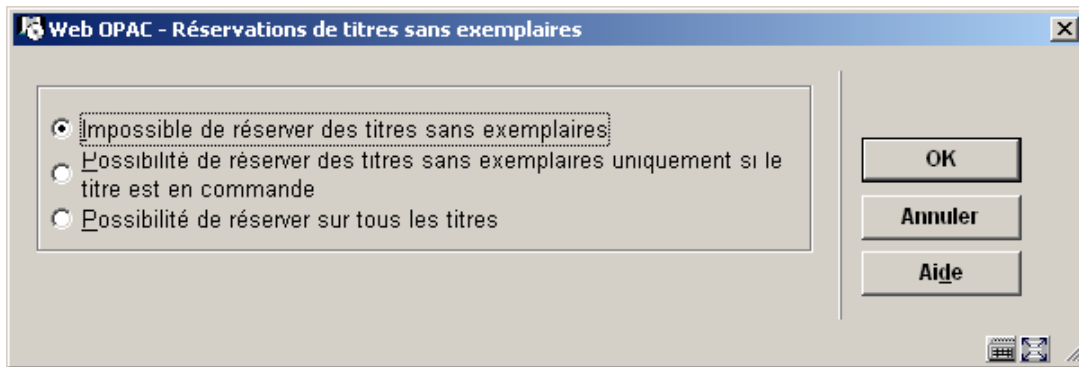 Web OPAC - Réservations de titres sans exemplaires
Impossible de réserver des titres sans exemplaires
Possibilité de réserver des titres sans exemplaires uniquement si le
titre est en commande
Possibilité de réserver sur tous les titres
OK
Annuler
Aide